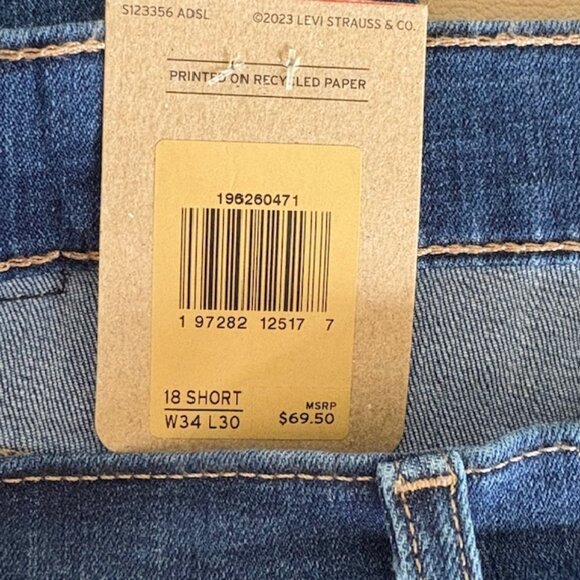 S123356 ADSL ©2023 LEVI STRAUSS & CO.
PRINTED ON RECYCLED PAPER
196260471
1 97282 12517 7
18 SHORT
W34 L30
MSRP
$69.50